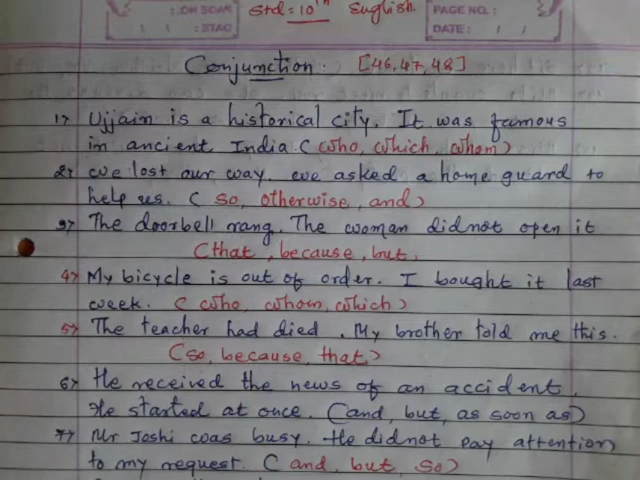 Std = 10th English
PAGE NO. :
DATE : / /
Conjunction. [46, 47, 48]
1> Ujjain is a historical city. It was famous
in ancient India. (who, which, whom)
2> we lost our way. we asked a home guard to
help us. (so, otherwise, and)
3> The doorbell rang. The woman didnot open it
(that, because, but.
4> My bicycle is out of order. I bought it last
week. (who, whom, which)
5> The teacher had died. My brother told me this.
(so, because, that)
6> He received the news of an accident.
He started at once. (and, but, as soon as)
7> Mr Joshi was busy. He didnot pay attention
to my request. (and, but, so)